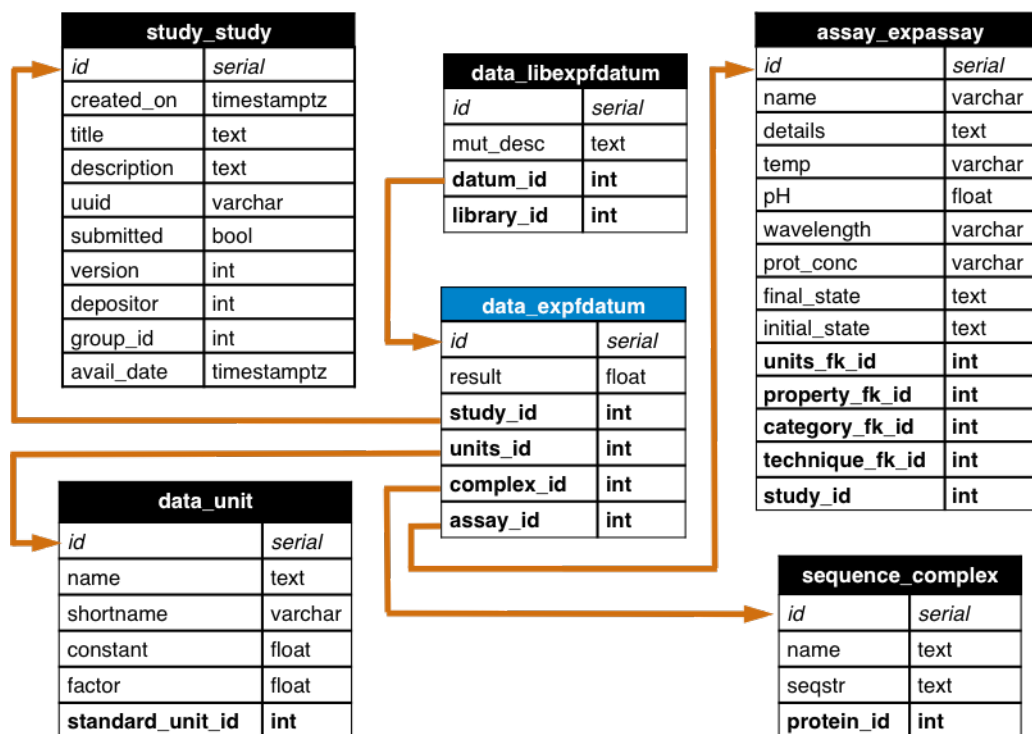 study_study
id serial
created_on timestamptz
title text
description text
uuid varchar
submitted bool
version int
depositor int
group_id int
avail_date timestamptz
data_libexpfdatum
id serial
mut_desc text
datum_id int
library_id int
assay_expassay
id serial
name varchar
details text
temp varchar
pH float
wavelength varchar
prot_conc varchar
final_state text
initial_state text
units_fk_id int
property_fk_id int
category_fk_id int
technique_fk_id int
study_id int
data_expfdatum
id serial
result float
study_id int
units_id int
complex_id int
assay_id int
data_unit
id serial
name text
shortname varchar
constant float
factor float
standard_unit_id int
sequence_complex
id serial
name text
seqstr text
protein_id int